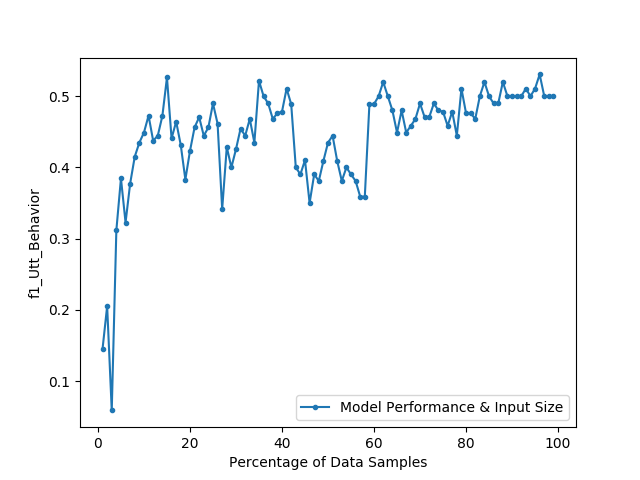 0.5
0.4
0.3
0.2
0.1
f1_Utt_Behavior
Model Performance & Input Size
0 20 40 60 80 100
Percentage of Data Samples